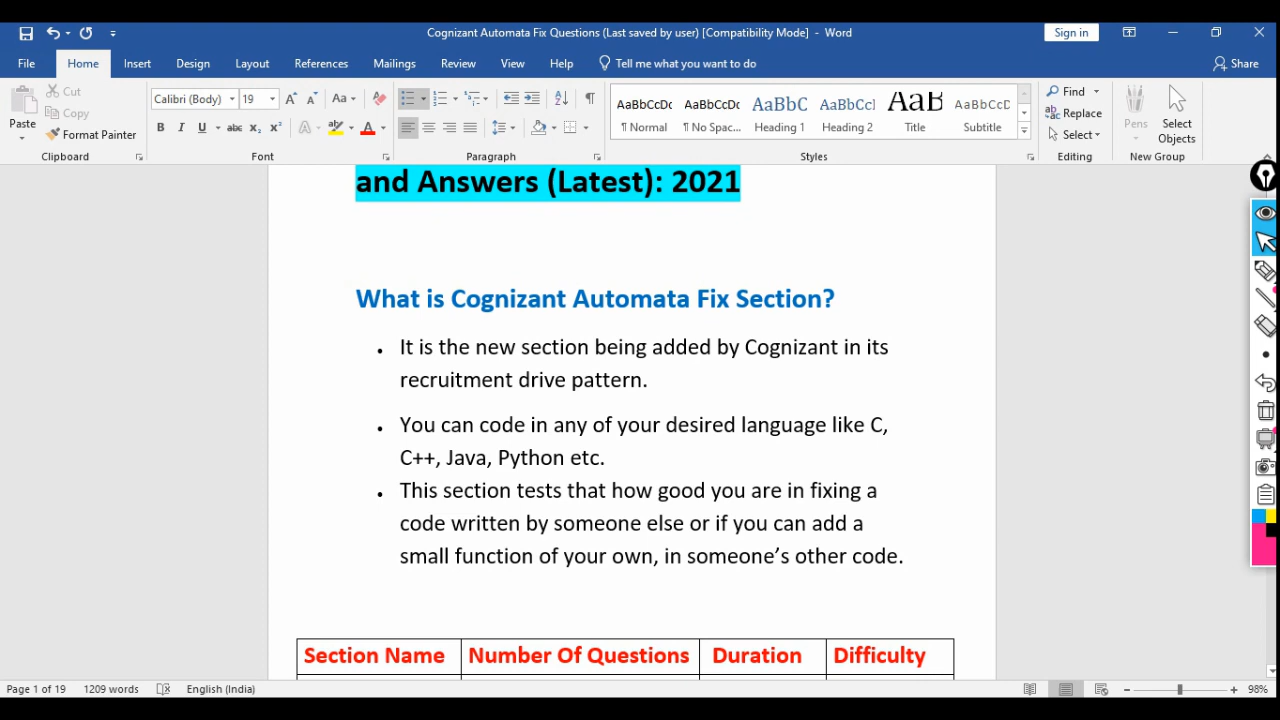 Cognizant Automata Fix Questions (Last saved by user) [Compatibility Mode] - Word
Sign in
File Home Insert Design Layout References Mailings Review View Help Tell me what you want to do Share
Paste
Cut
Copy
Format Painter
Clipboard
Calibri (Body) 19
Font
Paragraph
AaBbCcDc AaBbCcDc AaBbC AaBbCcI AaB AaBbCcD
¶ Normal ¶ No Spac... Heading 1 Heading 2 Title Subtitle
Styles
Find
Replace
Select
Editing
Pens
Select
Objects
New Group
and Answers (Latest): 2021
What is Cognizant Automata Fix Section?
• It is the new section being added by Cognizant in its
recruitment drive pattern.
• You can code in any of your desired language like C,
C++, Java, Python etc.
• This section tests that how good you are in fixing a
code written by someone else or if you can add a
small function of your own, in someone’s other code.
Section Name Number Of Questions Duration Difficulty
Page 1 of 19 1209 words English (India) 98%